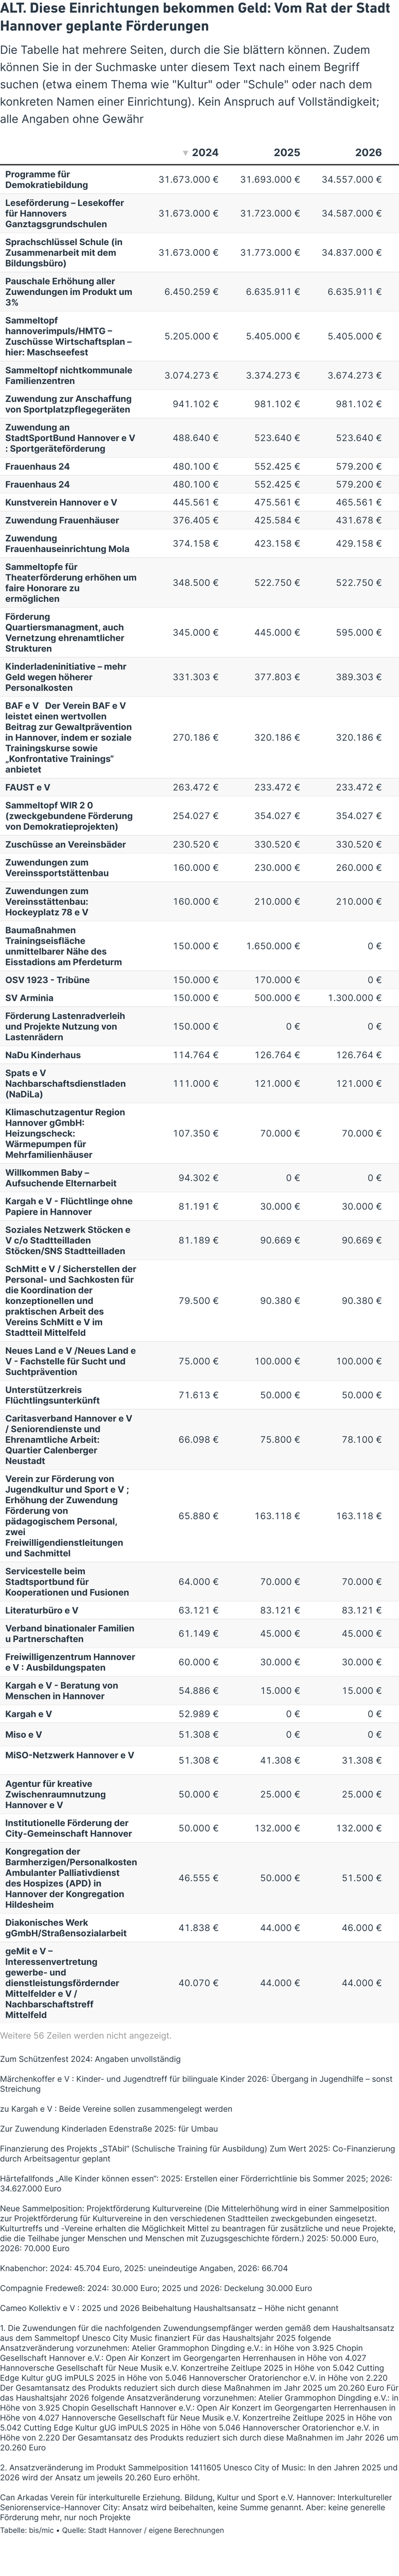 ALT. Diese Einrichtungen bekommen Geld: Vom Rat der Stadt
Hannover geplante Förderungen
Die Tabelle hat mehrere Seiten, durch die Sie blättern können. Zudem
können Sie in der Suchmaske unter diesem Text nach einem Begriff
suchen (etwa einem Thema wie "Kultur" oder "Schule" oder nach dem
konkreten Namen einer Einrichtung). Kein Anspruch auf Vollständigkeit;
alle Angaben ohne Gewähr
▼ 2024 2025 2026
Programme für
Demokratiebildung 31.673.000 € 31.693.000 € 34.557.000 €
Leseförderung – Lesekoffer
für Hannovers
Ganztagsgrundschulen 31.673.000 € 31.723.000 € 34.587.000 €
Sprachschlüssel Schule (in
Zusammenarbeit mit dem
Bildungsbüro) 31.673.000 € 31.773.000 € 34.837.000 €
Pauschale Erhöhung aller
Zuwendungen im Produkt um
3% 6.450.259 € 6.635.911 € 6.635.911 €
Sammeltopf
hannoverimpuls/HMTG –
Zuschüsse Wirtschaftsplan –
hier: Maschseefest 5.205.000 € 5.405.000 € 5.405.000 €
Sammeltopf nichtkommunale
Familienzentren 3.074.273 € 3.374.273 € 3.674.273 €
Zuwendung zur Anschaffung
von Sportplatzpflegegeräten 941.102 € 981.102 € 981.102 €
Zuwendung an
StadtSportBund Hannover e V
: Sportgeräteförderung 488.640 € 523.640 € 523.640 €
Frauenhaus 24 480.100 € 552.425 € 579.200 €
Frauenhaus 24 480.100 € 552.425 € 579.200 €
Kunstverein Hannover e V 445.561 € 475.561 € 465.561 €
Zuwendung Frauenhäuser 376.405 € 425.584 € 431.678 €
Zuwendung
Frauenhauseinrichtung Mola 374.158 € 423.158 € 429.158 €
Sammeltopfe für
Theaterförderung erhöhen um
faire Honorare zu
ermöglichen 348.500 € 522.750 € 522.750 €
Förderung
Quartiersmanagment, auch
Vernetzung ehrenamtlicher
Strukturen 345.000 € 445.000 € 595.000 €
Kinderladeninitiative – mehr
Geld wegen höherer
Personalkosten 331.303 € 377.803 € 389.303 €
BAF e V Der Verein BAF e V
leistet einen wertvollen
Beitrag zur Gewaltprävention
in Hannover, indem er soziale
Trainingskurse sowie
„Konfrontative Trainings“
anbietet 270.186 € 320.186 € 320.186 €
FAUST e V 263.472 € 233.472 € 233.472 €
Sammeltopf WIR 2 0
(zweckgebundene Förderung
von Demokratieprojekten) 254.027 € 354.027 € 354.027 €
Zuschüsse an Vereinsbäder 230.520 € 330.520 € 330.520 €
Zuwendungen zum
Vereinssportstättenbau 160.000 € 230.000 € 260.000 €
Zuwendungen zum
Vereinsstättenbau:
Hockeyplatz 78 e V 160.000 € 210.000 € 210.000 €
Baumaßnahmen
Trainingseisfläche
unmittelbarer Nähe des
Eisstadions am Pferdeturm 150.000 € 1.650.000 € 0 €
OSV 1923 - Tribüne 150.000 € 170.000 € 0 €
SV Arminia 150.000 € 500.000 € 1.300.000 €
Förderung Lastenradverleih
und Projekte Nutzung von
Lastenrädern 150.000 € 0 € 0 €
NaDu Kinderhaus 114.764 € 126.764 € 126.764 €
Spats e V
Nachbarschaftsdienstladen
(NaDiLa) 111.000 € 121.000 € 121.000 €
Klimaschutzagentur Region
Hannover gGmbH:
Heizungscheck:
Wärmepumpen für
Mehrfamilienhäuser 107.350 € 70.000 € 70.000 €
Willkommen Baby –
Aufsuchende Elternarbeit 94.302 € 0 € 0 €
Kargah e V - Flüchtlinge ohne
Papiere in Hannover 81.191 € 30.000 € 30.000 €
Soziales Netzwerk Stöcken e
V c/o Stadtteilladen
Stöcken/SNS Stadtteilladen 81.189 € 90.669 € 90.669 €
SchMitt e V / Sicherstellen der
Personal- und Sachkosten für
die Koordination der
konzeptionellen und
praktischen Arbeit des
Vereins SchMitt e V im
Stadtteil Mittelfeld 79.500 € 90.380 € 90.380 €
Neues Land e V /Neues Land e
V - Fachstelle für Sucht und
Suchtprävention 75.000 € 100.000 € 100.000 €
Unterstützerkreis
Flüchtlingsunterkünft 71.613 € 50.000 € 50.000 €
Caritasverband Hannover e V
/ Seniorendienste und
Ehrenamtliche Arbeit:
Quartier Calenberger
Neustadt 66.098 € 75.800 € 78.100 €
Verein zur Förderung von
Jugendkultur und Sport e V ;
Erhöhung der Zuwendung
Förderung von
pädagogischem Personal,
zwei
Freiwilligendienstleitungen
und Sachmittel 65.880 € 163.118 € 163.118 €
Servicestelle beim
Stadtsportbund für
Kooperationen und Fusionen 64.000 € 70.000 € 70.000 €
Literaturbüro e V 63.121 € 83.121 € 83.121 €
Verband binationaler Familien
u Partnerschaften 61.149 € 45.000 € 45.000 €
Freiwilligenzentrum Hannover
e V : Ausbildungspaten 60.000 € 30.000 € 30.000 €
Kargah e V - Beratung von
Menschen in Hannover 54.886 € 15.000 € 15.000 €
Kargah e V 52.989 € 0 € 0 €
Miso e V 51.308 € 0 € 0 €
MiSO-Netzwerk Hannover e V 51.308 € 41.308 € 31.308 €
Agentur für kreative
Zwischenraumnutzung
Hannover e V 50.000 € 25.000 € 25.000 €
Institutionelle Förderung der
City-Gemeinschaft Hannover 50.000 € 132.000 € 132.000 €
Kongregation der
Barmherzigen/Personalkosten
Ambulanter Palliativdienst
des Hospizes (APD) in
Hannover der Kongregation
Hildesheim 46.555 € 50.000 € 51.500 €
Diakonisches Werk
gGmbH/Straßensozialarbeit 41.838 € 44.000 € 46.000 €
geMit e V –
Interessenvertretung
gewerbe- und
dienstleistungsfördernder
Mittelfelder e V /
Nachbarschaftstreff
Mittelfeld 40.070 € 44.000 € 44.000 €
Weitere 56 Zeilen werden nicht angezeigt.
Zum Schützenfest 2024: Angaben unvollständig
Märchenkoffer e V : Kinder- und Jugendtreff für bilinguale Kinder 2026: Übergang in Jugendhilfe – sonst
Streichung
zu Kargah e V : Beide Vereine sollen zusammengelegt werden
Zur Zuwendung Kinderladen Edenstraße 2025: für Umbau
Finanzierung des Projekts „STAbil“ (Schulische Training für Ausbildung) Zum Wert 2025: Co-Finanzierung
durch Arbeitsagentur geplant
Härtefallfonds „Alle Kinder können essen“: 2025: Erstellen einer Förderrichtlinie bis Sommer 2025; 2026:
34.627.000 Euro
Neue Sammelposition: Projektförderung Kulturvereine (Die Mittelerhöhung wird in einer Sammelposition
zur Projektförderung für Kulturvereine in den verschiedenen Stadtteilen zweckgebunden eingesetzt.
Kulturtreffs und -Vereine erhalten die Möglichkeit Mittel zu beantragen für zusätzliche und neue Projekte,
die die Teilhabe junger Menschen und Menschen mit Zuzugsgeschichte fördern.) 2025: 50.000 Euro,
2026: 70.000 Euro
Knabenchor: 2024: 45.704 Euro, 2025: uneindeutige Angaben, 2026: 66.704
Compagnie Fredeweß: 2024: 30.000 Euro; 2025 und 2026: Deckelung 30.000 Euro
Cameo Kollektiv e V : 2025 und 2026 Beibehaltung Haushaltsansatz – Höhe nicht genannt
1. Die Zuwendungen für die nachfolgenden Zuwendungsempfänger werden gemäß dem Haushaltsansatz
aus dem Sammeltopf Unesco City Music finanziert Für das Haushaltsjahr 2025 folgende
Ansatzveränderung vorzunehmen: Atelier Grammophon Dingding e.V.: in Höhe von 3.925 Chopin
Gesellschaft Hannover e.V.: Open Air Konzert im Georgengarten Herrenhausen in Höhe von 4.027
Hannoversche Gesellschaft für Neue Musik e.V. Konzertreihe Zeitlupe 2025 in Höhe von 5.042 Cutting
Edge Kultur gUG imPULS 2025 in Höhe von 5.046 Hannoverscher Oratorienchor e.V. in Höhe von 2.220
Der Gesamtansatz des Produkts reduziert sich durch diese Maßnahmen im Jahr 2025 um 20.260 Euro Für
das Haushaltsjahr 2026 folgende Ansatzveränderung vorzunehmen: Atelier Grammophon Dingding e.V.: in
Höhe von 3.925 Chopin Gesellschaft Hannover e.V.: Open Air Konzert im Georgengarten Herrenhausen in
Höhe von 4.027 Hannoversche Gesellschaft für Neue Musik e.V. Konzertreihe Zeitlupe 2025 in Höhe von
5.042 Cutting Edge Kultur gUG imPULS 2025 in Höhe von 5.046 Hannoverscher Oratorienchor e.V. in
Höhe von 2.220 Der Gesamtansatz des Produkts reduziert sich durch diese Maßnahmen im Jahr 2026 um
20.260 Euro
2. Ansatzveränderung im Produkt Sammelposition 1411605 Unesco City of Music: In den Jahren 2025 und
2026 wird der Ansatz um jeweils 20.260 Euro erhöht.
Can Arkadas Verein für interkulturelle Erziehung. Bildung, Kultur und Sport e.V. Hannover: Interkultureller
Seniorenservice-Hannover City: Ansatz wird beibehalten, keine Summe genannt. Aber: keine generelle
Förderung mehr, nur noch Projekte
Tabelle: bis/mic • Quelle: Stadt Hannover / eigene Berechnungen